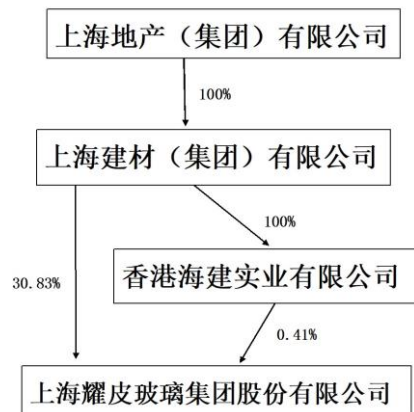 上海地产（集团）有限公司
100%
上海建材（集团）有限公司
100%
30.83%
香港海建实业有限公司
0.41%
上海耀皮玻璃集团股份有限公司